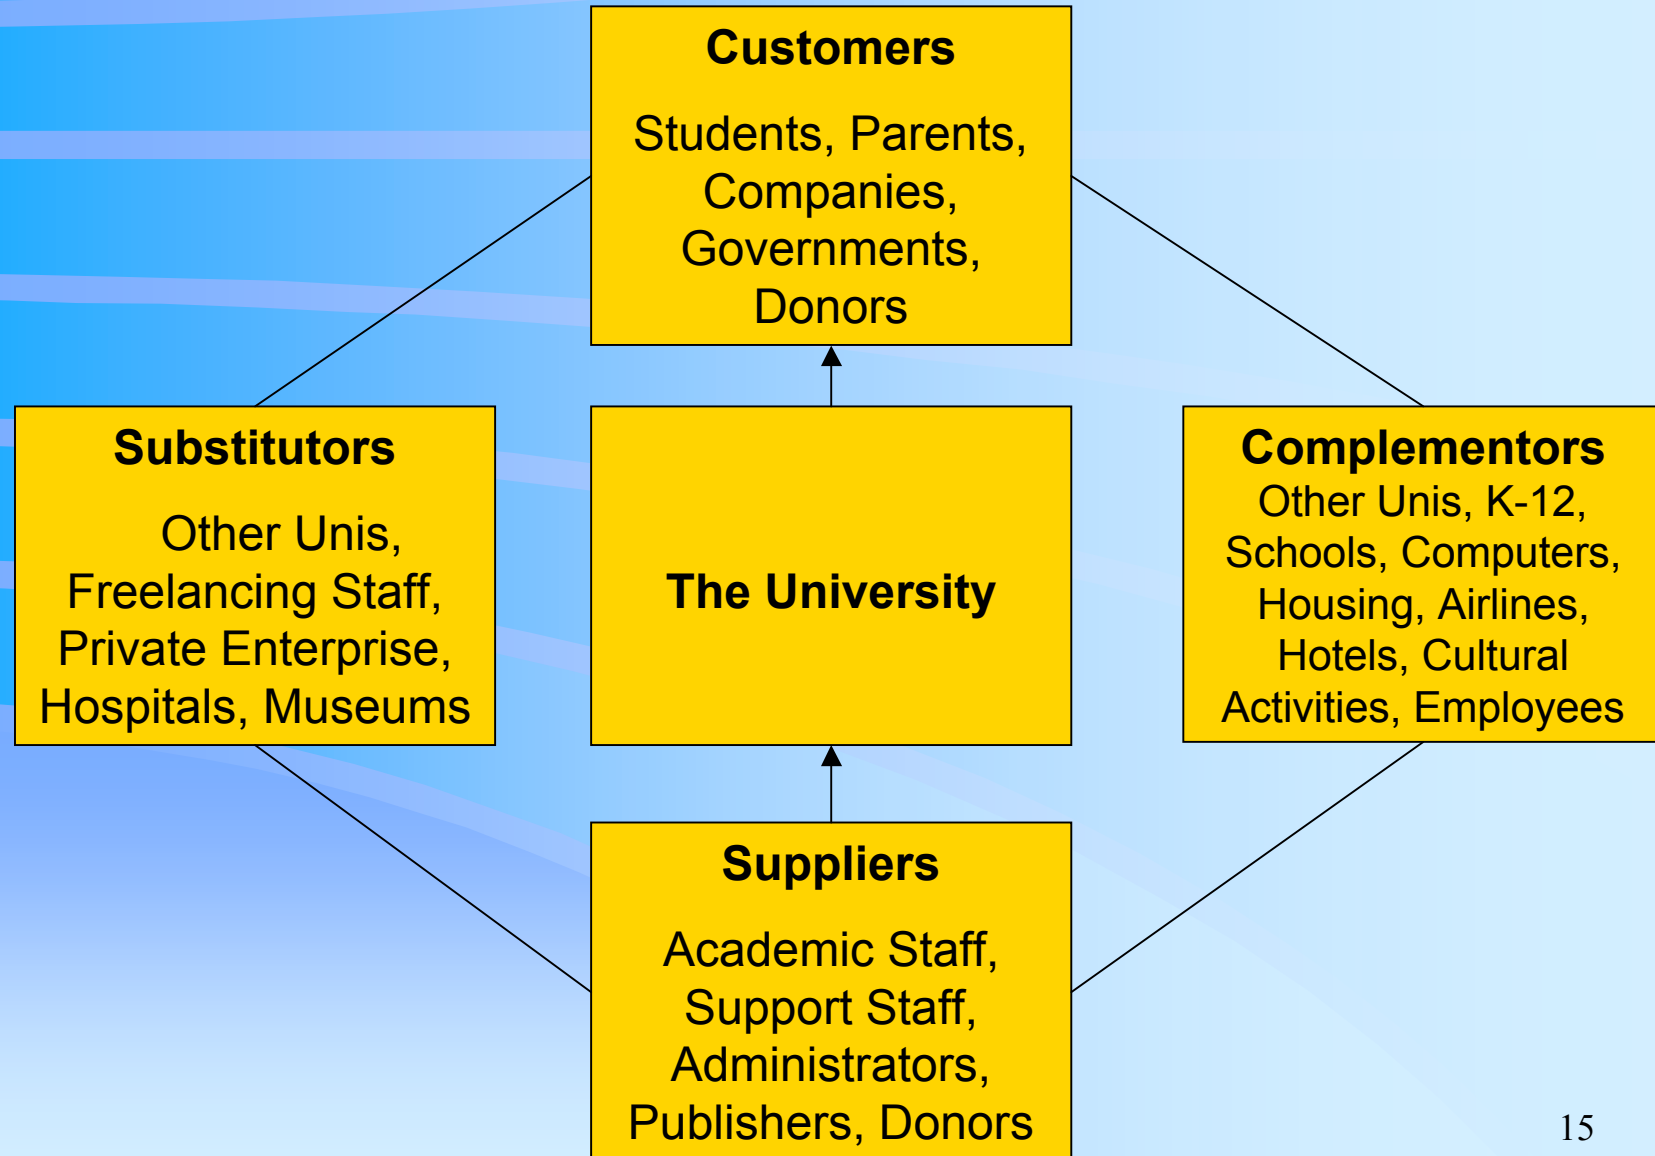 Customers
Students, Parents,
Companies,
Governments,
Donors
Substitutors
Other Unis,
Freelancing Staff,
Private Enterprise,
Hospitals, Museums
The University
Complementors
Other Unis, K-12,
Schools, Computers,
Housing, Airlines,
Hotels, Cultural
Activities, Employees
Suppliers
Academic Staff,
Support Staff,
Administrators,
Publishers, Donors
15